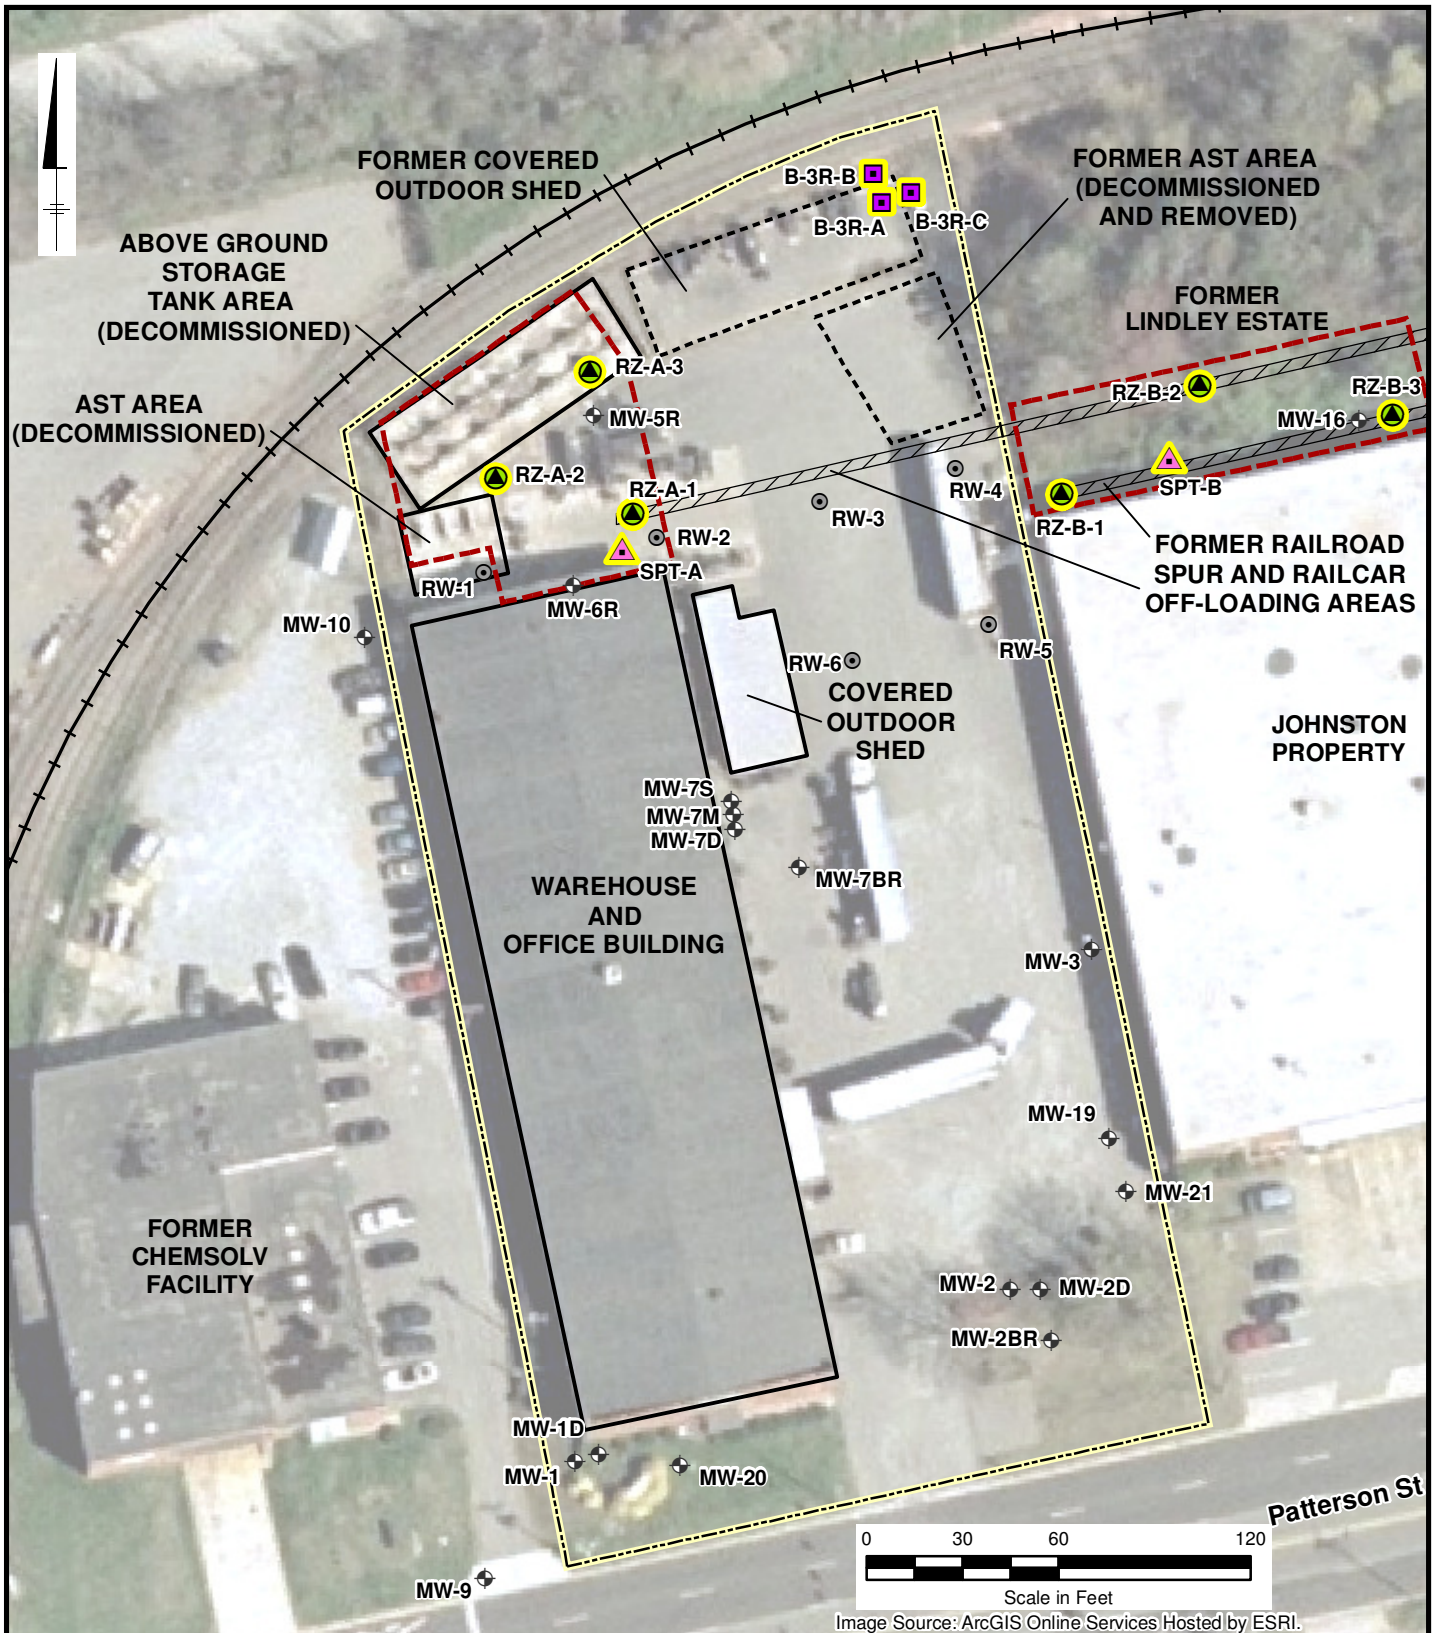 FORMER COVERED
OUTDOOR SHED
B-3R-B
B-3R-A
B-3R-C
FORMER AST AREA
(DECOMMISSIONED
AND REMOVED)
ABOVE GROUND
STORAGE
TANK AREA
(DECOMMISSIONED)
FORMER
LINDLEY ESTATE
AST AREA
(DECOMMISSIONED)
RZ-A-3
MW-5R
RZ-B-2
RZ-B-3
MW-16
RZ-A-2
RZ-A-1
RW-4
SPT-B
RW-3
RZ-B-1
RW-2
SPT-A
RW-1
MW-6R
FORMER RAILROAD
SPUR AND RAILCAR
OFF-LOADING AREAS
MW-10
RW-5
RW-6
COVERED
OUTDOOR
SHED
JOHNSTON
PROPERTY
MW-7S
MW-7M
MW-7D
MW-7BR
WAREHOUSE
AND
OFFICE BUILDING
MW-3
MW-19
MW-21
FORMER
CHEMSOLV
FACILITY
MW-2
MW-2D
MW-2BR
MW-1D
MW-1
MW-20
Patterson St
MW-9
0 30 60 120
Scale in Feet
Image Source: ArcGIS Online Services Hosted by ESRI.